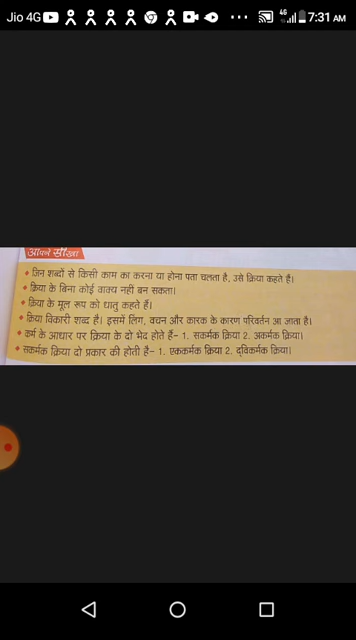 Jio 4G 4G 7:31 AM
आपने सीखा
जिन शब्दों से किसी काम का करना या होना पता चलता है, उसे क्रिया कहते हैं।
क्रिया के बिना कोई वाक्य नही बन सकता।
क्रिया के मूल रूप को धातु कहते हैं।
क्रिया विकारी शब्द है। इसमें लिंग, वचन और कारक के कारण परिवर्तन आ जाता है।
कर्म के आधार पर क्रिया के दो भेद होते हैं- 1. सकर्मक क्रिया 2. अकर्मक क्रिया।
सकर्मक क्रिया दो प्रकार की होती है- 1. एककर्मक क्रिया 2. द्विकर्मक क्रिया।